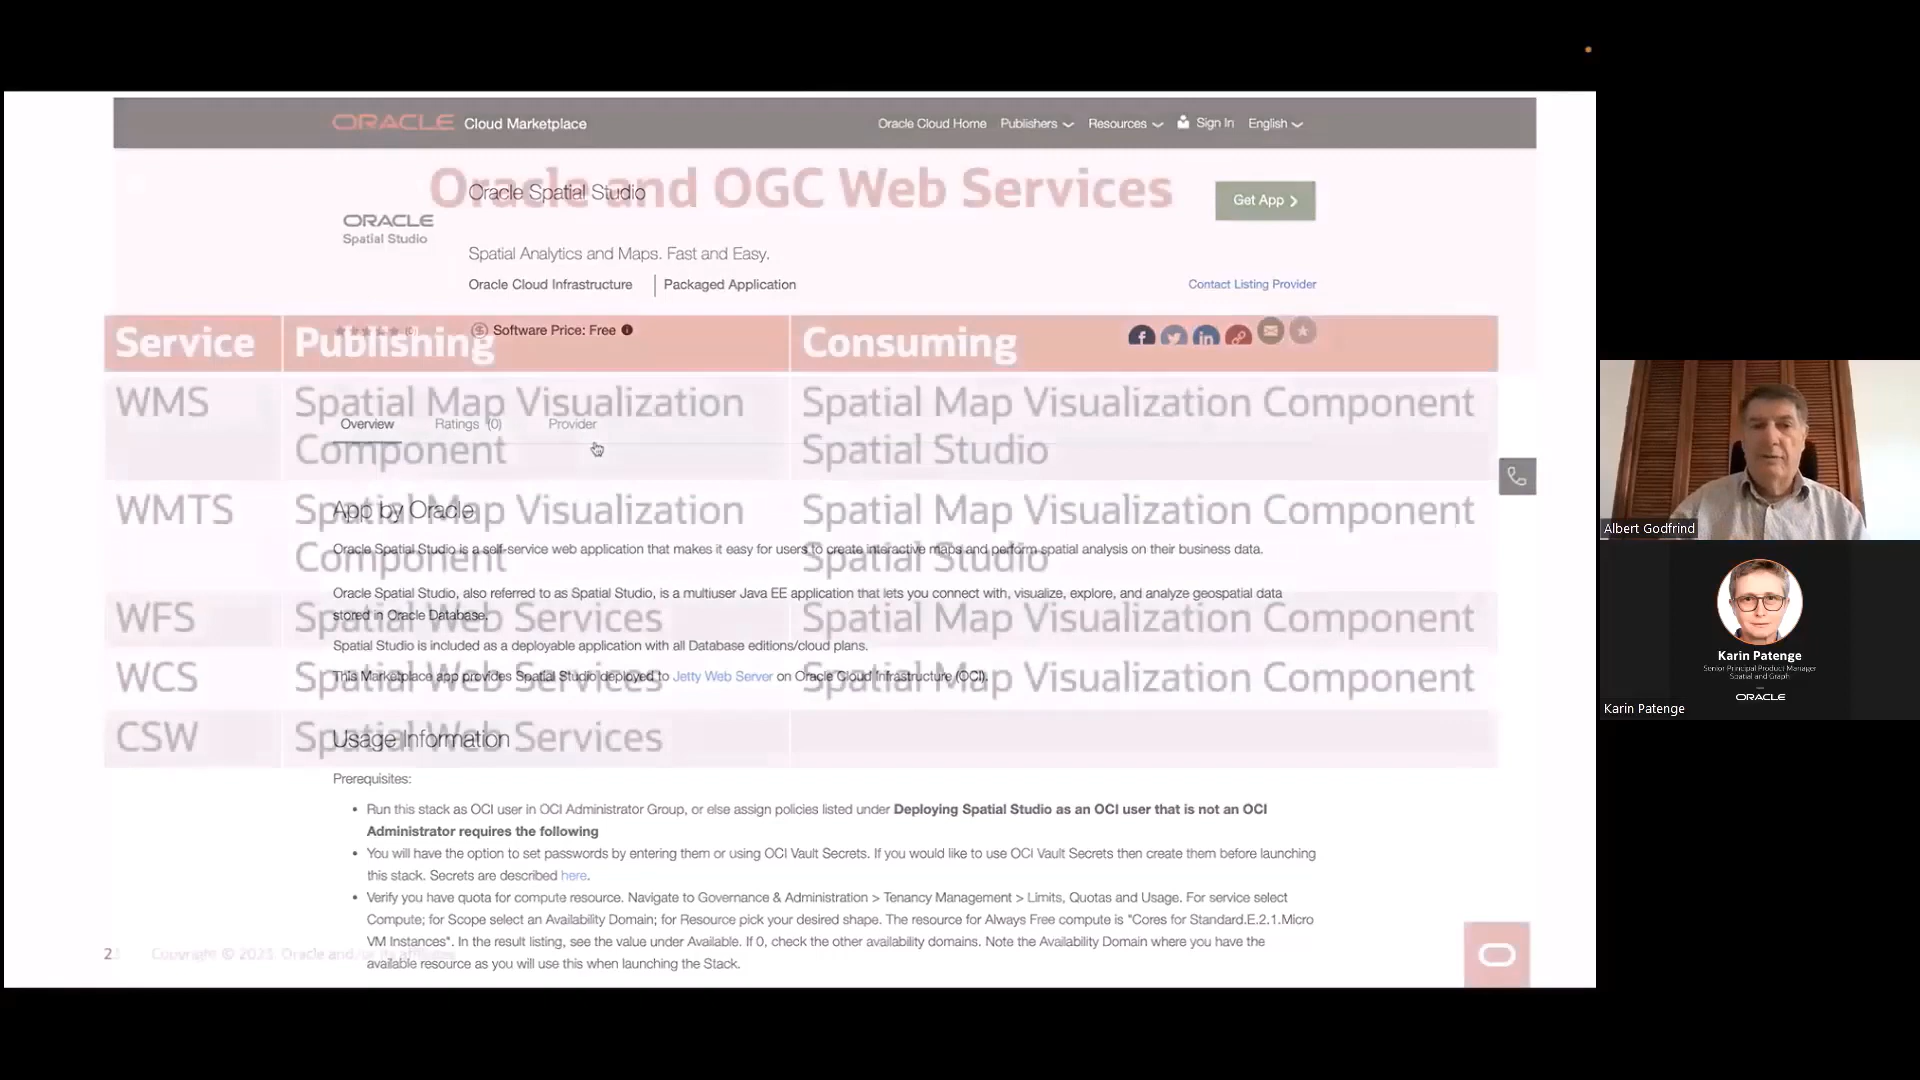 ORACLE Cloud Marketplace
Oracle Cloud Home Publishers Resources Sign In English
Oracle and OGC Web Services
Oracle Spatial Studio
Get App
ORACLE
Spatial Studio
Spatial Analytics and Maps. Fast and Easy.
Oracle Cloud Infrastructure | Packaged Application
Contact Listing Provider
(0) Software Price: Free
Service Publishing Consuming
WMS Spatial Map Visualization Component Spatial Map Visualization Component
Spatial Studio
Overview Ratings (0) Provider
WMTS Spatial Map Visualization Component Spatial Map Visualization Component
Spatial Studio
App by Oracle
Oracle Spatial Studio is a self-service web application that makes it easy for users to create interactive maps and perform spatial analysis on their business data.
Oracle Spatial Studio, also referred to as Spatial Studio, is a multiuser Java EE application that lets you connect with, visualize, explore, and analyze geospatial data
stored in Oracle Database.
WFS Spatial Web Services Spatial Map Visualization Component
Spatial Studio is included as a deployable application with all Database editions/cloud plans.
WCS Spatial Web Services Spatial Map Visualization Component
This Marketplace app provides Spatial Studio deployed to Jetty Web Server on Oracle Cloud Infrastructure (OCI).
CSW Spatial Web Services
Usage Information
Prerequisites:
• Run this stack as OCI user in OCI Administrator Group, or else assign policies listed under Deploying Spatial Studio as an OCI user that is not an OCI
Administrator requires the following
• You will have the option to set passwords by entering them or using OCI Vault Secrets. If you would like to use OCI Vault Secrets then create them before launching
this stack. Secrets are described here.
• Verify you have quota for compute resource. Navigate to Governance & Administration > Tenancy Management > Limits, Quotas and Usage. For service select
Compute; for Scope select an Availability Domain; for Resource pick your desired shape. The resource for Always Free compute is "Cores for Standard.E.2.1.Micro
VM Instances". In the result listing, see the value under Available. If 0, check the other availability domains. Note the Availability Domain where you have the
available resource as you will use this when launching the Stack.
Copyright © 2023, Oracle and/or its affiliates
Albert Godfrind
Karin Patenge
Senior Principal Product Manager
Spatial and Graph
ORACLE
Karin Patenge